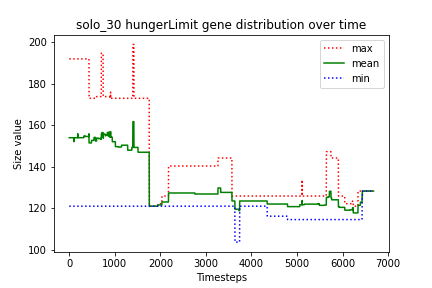 solo_30 hungerLimit gene distribution over time
200
180
160
140
120
100
Size value
max
mean
min
0 1000 2000 3000 4000 5000 6000 7000
Timesteps